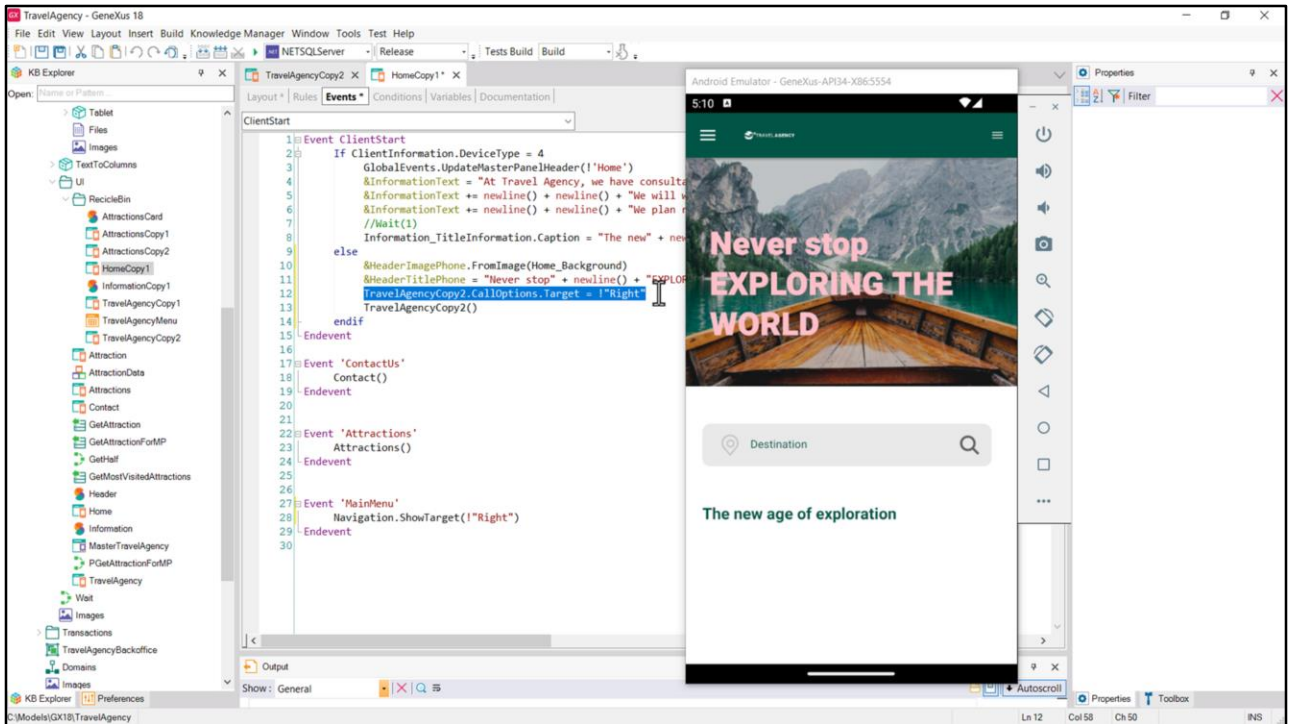 TravelAgency - GeneXus 18
File Edit View Layout Insert Build Knowledge Manager Window Tools Test Help
NETSQLServer Release Tests Build Build
KB Explorer
Open: Name or Pattern ..
Tablet
Files
Images
TextToColumns
UI
RecicleBin
AttractionsCard
AttractionsCopy1
AttractionsCopy2
HomeCopy1
InformationCopy1
TravelAgencyCopy1
TravelAgencyMenu
TravelAgencyCopy2
Attraction
AttractionData
Attractions
Contact
GetAttraction
GetAttractionForMP
GetHalf
GetMostVisitedAttractions
Header
Home
Information
MasterTravelAgency
PGetAttractionForMP
TravelAgency
Wait
Images
Transactions
TravelAgencyBackoffice
Domains
Images
KB Explorer Preferences
TravelAgencyCopy2 HomeCopy1 *
Layout * Rules Events * Conditions Variables Documentation
ClientStart
1 Event ClientStart
2 If ClientInformation.DeviceType = 4
3 GlobalEvents.UpdateMasterPanelHeader(!'Home')
4 &InformationText = "At Travel Agency, we have consulta
5 &InformationText += newline() + newline() + "We will w
6 &InformationText += newline() + newline() + "We plan
7 //Wait(1)
8 Information_TitleInformation.Caption = "The new" + new
9 else
10 &HeaderImagePhone.FromImage(Home_Background)
11 &HeaderTitlePhone = "Never stop" + newline() + "EXPLOR
12 TravelAgencyCopy2.CallOptions.Target = !"Right"
13 TravelAgencyCopy2()
14 endif
15 Endevent
16
17 Event 'ContactUs'
18 Contact()
19 Endevent
20
21
22 Event 'Attractions'
23 Attractions()
24 Endevent
25
26
27 Event 'MainMenu'
28 Navigation.ShowTarget(!"Right")
29 Endevent
30
Output
Show: General
Autoscroll
Android Emulator - GeneXus-API34-X86:5554
5:10
TRAVEL AGENCY
Never stop
EXPLORING THE
WORLD
Destination
The new age of exploration
Properties
Filter
Properties Toolbox
C:\Models\GX18\TravelAgency
Ln 12 Col 58 Ch 50 INS